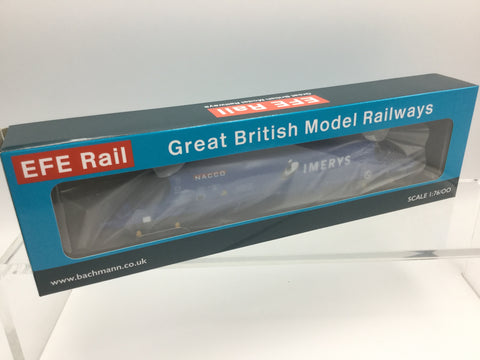 EFE Rail
Great British Model Railways
EFE Rail
Great British Model Railways
NACCO
IMERYS
SCALE 1:76/OO
www.bachmann.co.uk